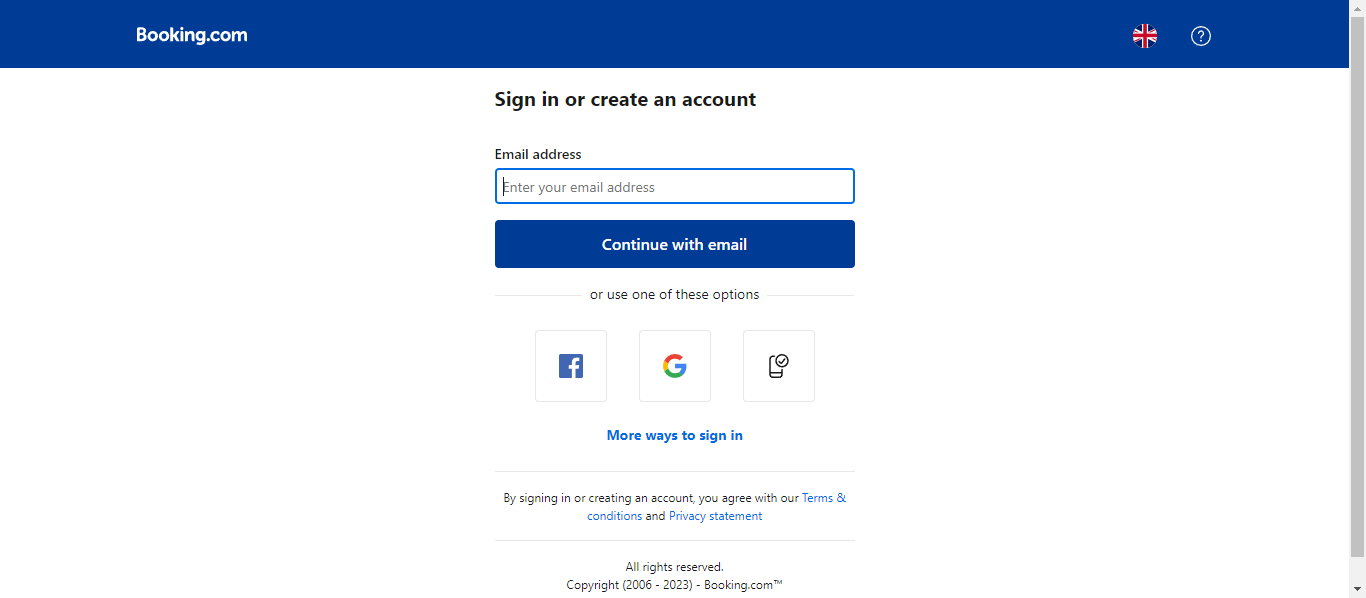 Booking.com
Sign in or create an account
Email address
Enter your email address
Continue with email
or use one of these options
More ways to sign in
By signing in or creating an account, you agree with our Terms &
conditions and Privacy statement
All rights reserved.
Copyright (2006 - 2023) - Booking.com™